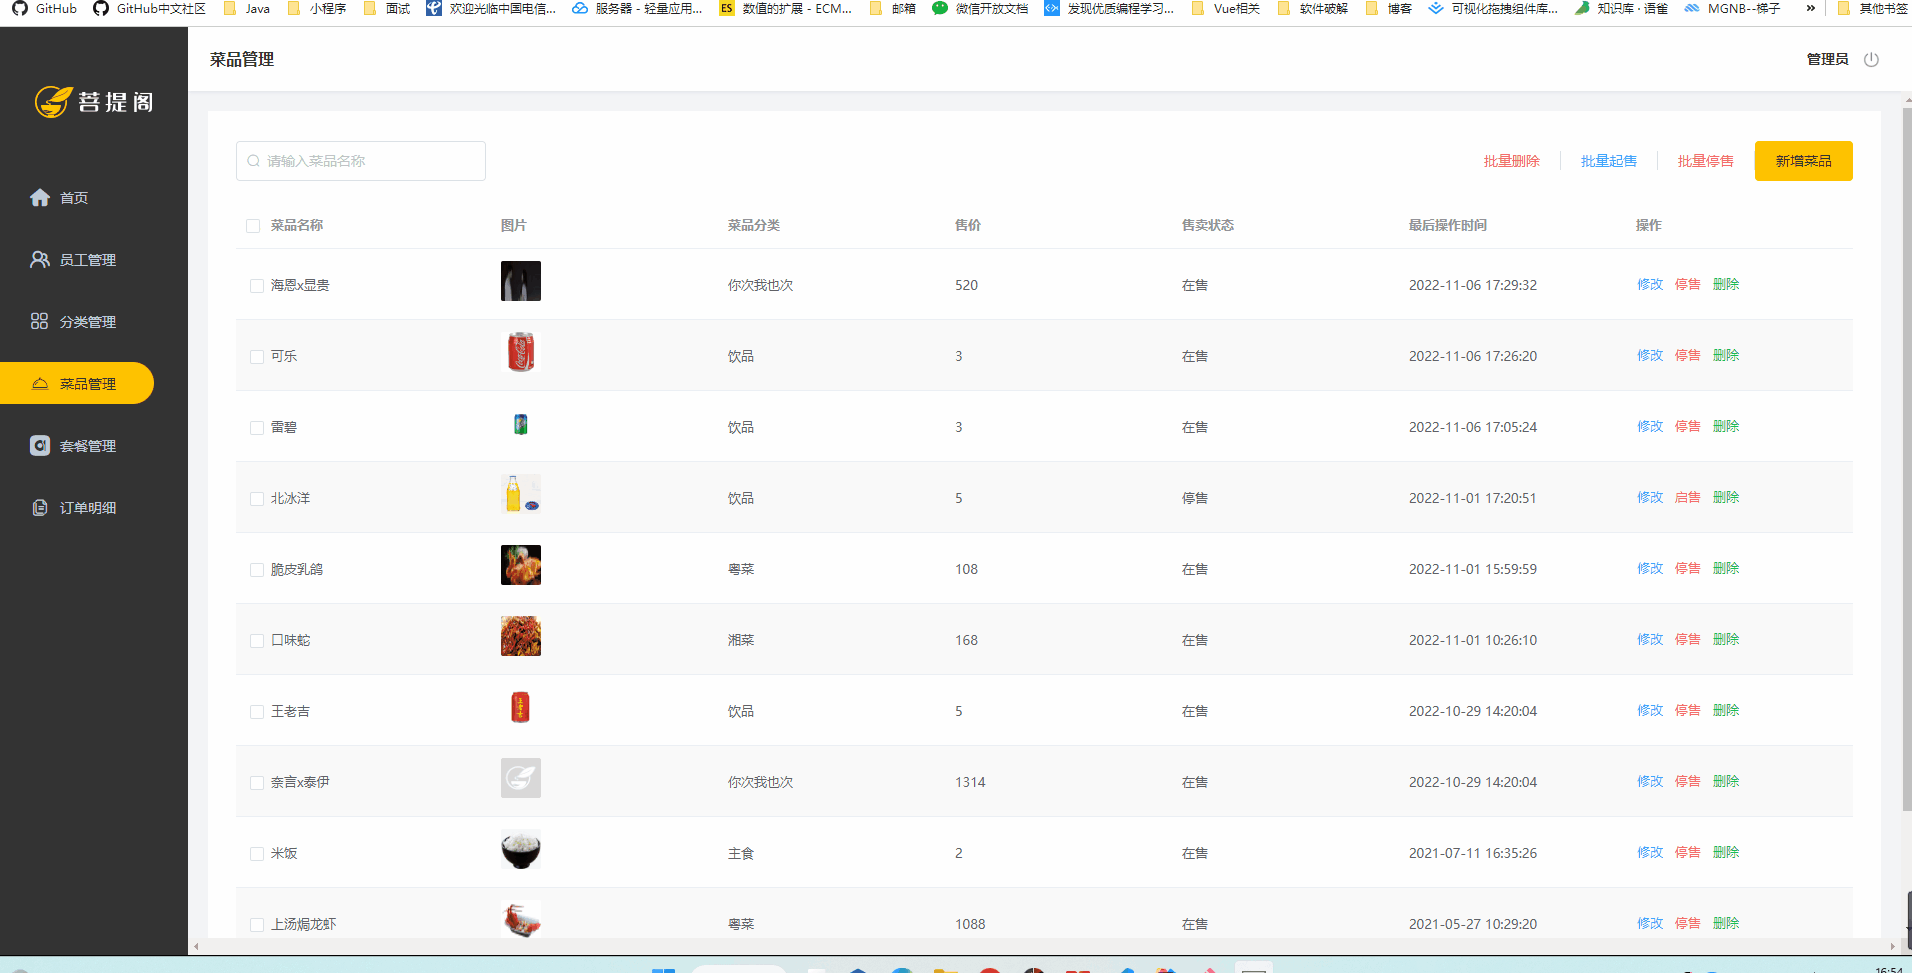 GitHub GitHub中文社区 Java 小程序 面试 欢迎光临中国电信... 服务器 - 轻量应用... ES 数值的扩展 - ECM... 邮箱 微信开放文档 发现优质编程学习... Vue相关 软件破解 博客 可视化拖拽组件库... 知识库 · 语雀 MGNB--梯子 » 其他书签
菩提阁
首页
员工管理
分类管理
菜品管理
套餐管理
订单明细
菜品管理 管理员
请输入菜品名称 批量删除 批量起售 批量停售 新增菜品
菜品名称 图片 菜品分类 售价 售卖状态 最后操作时间 操作
海恩x显贵 你次我也次 520 在售 2022-11-06 17:29:32 修改 停售 删除
可乐 饮品 3 在售 2022-11-06 17:26:20 修改 停售 删除
雷碧 饮品 3 在售 2022-11-06 17:05:24 修改 停售 删除
北冰洋 饮品 5 停售 2022-11-01 17:20:51 修改 启售 删除
脆皮乳鸽 粤菜 108 在售 2022-11-01 15:59:59 修改 停售 删除
口味蛇 湘菜 168 在售 2022-11-01 10:26:10 修改 停售 删除
王老吉 饮品 5 在售 2022-10-29 14:20:04 修改 停售 删除
奈言x泰伊 你次我也次 1314 在售 2022-10-29 14:20:04 修改 停售 删除
米饭 主食 2 在售 2021-07-11 16:35:26 修改 停售 删除
上汤焗龙虾 粤菜 1088 在售 2021-05-27 10:29:20 修改 停售 删除
16:54